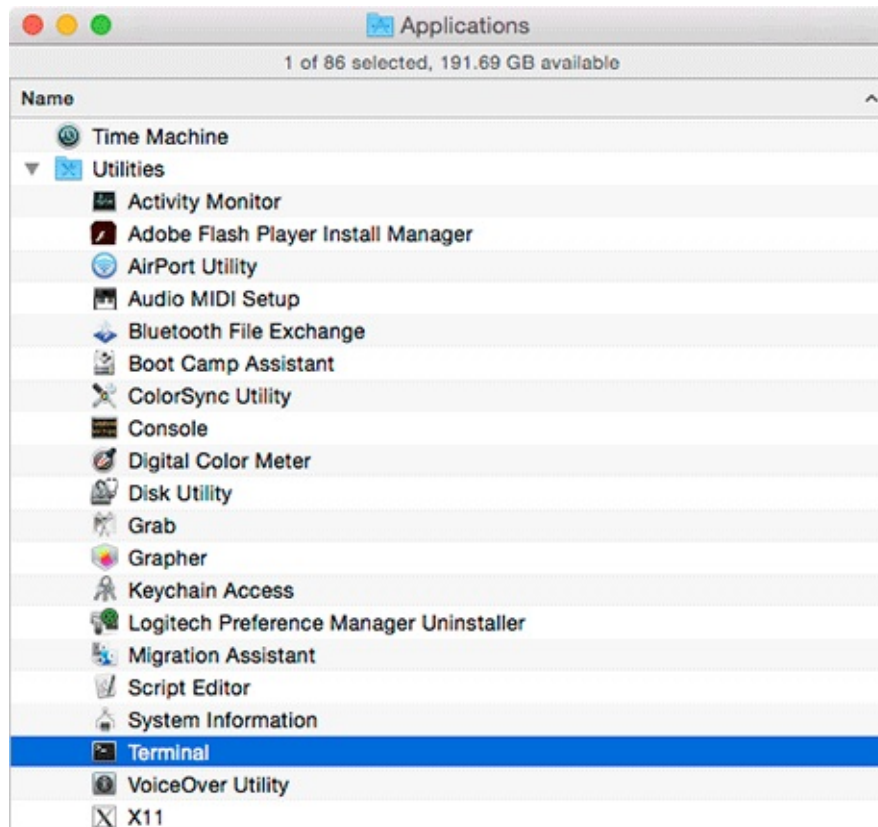 Applications
1 of 86 selected, 191.69 GB available
Name
Time Machine
Utilities
Activity Monitor
Adobe Flash Player Install Manager
AirPort Utility
Audio MIDI Setup
Bluetooth File Exchange
Boot Camp Assistant
ColorSync Utility
Console
Digital Color Meter
Disk Utility
Grab
Grapher
Keychain Access
Logitech Preference Manager Uninstaller
Migration Assistant
Script Editor
System Information
Terminal
VoiceOver Utility
X11